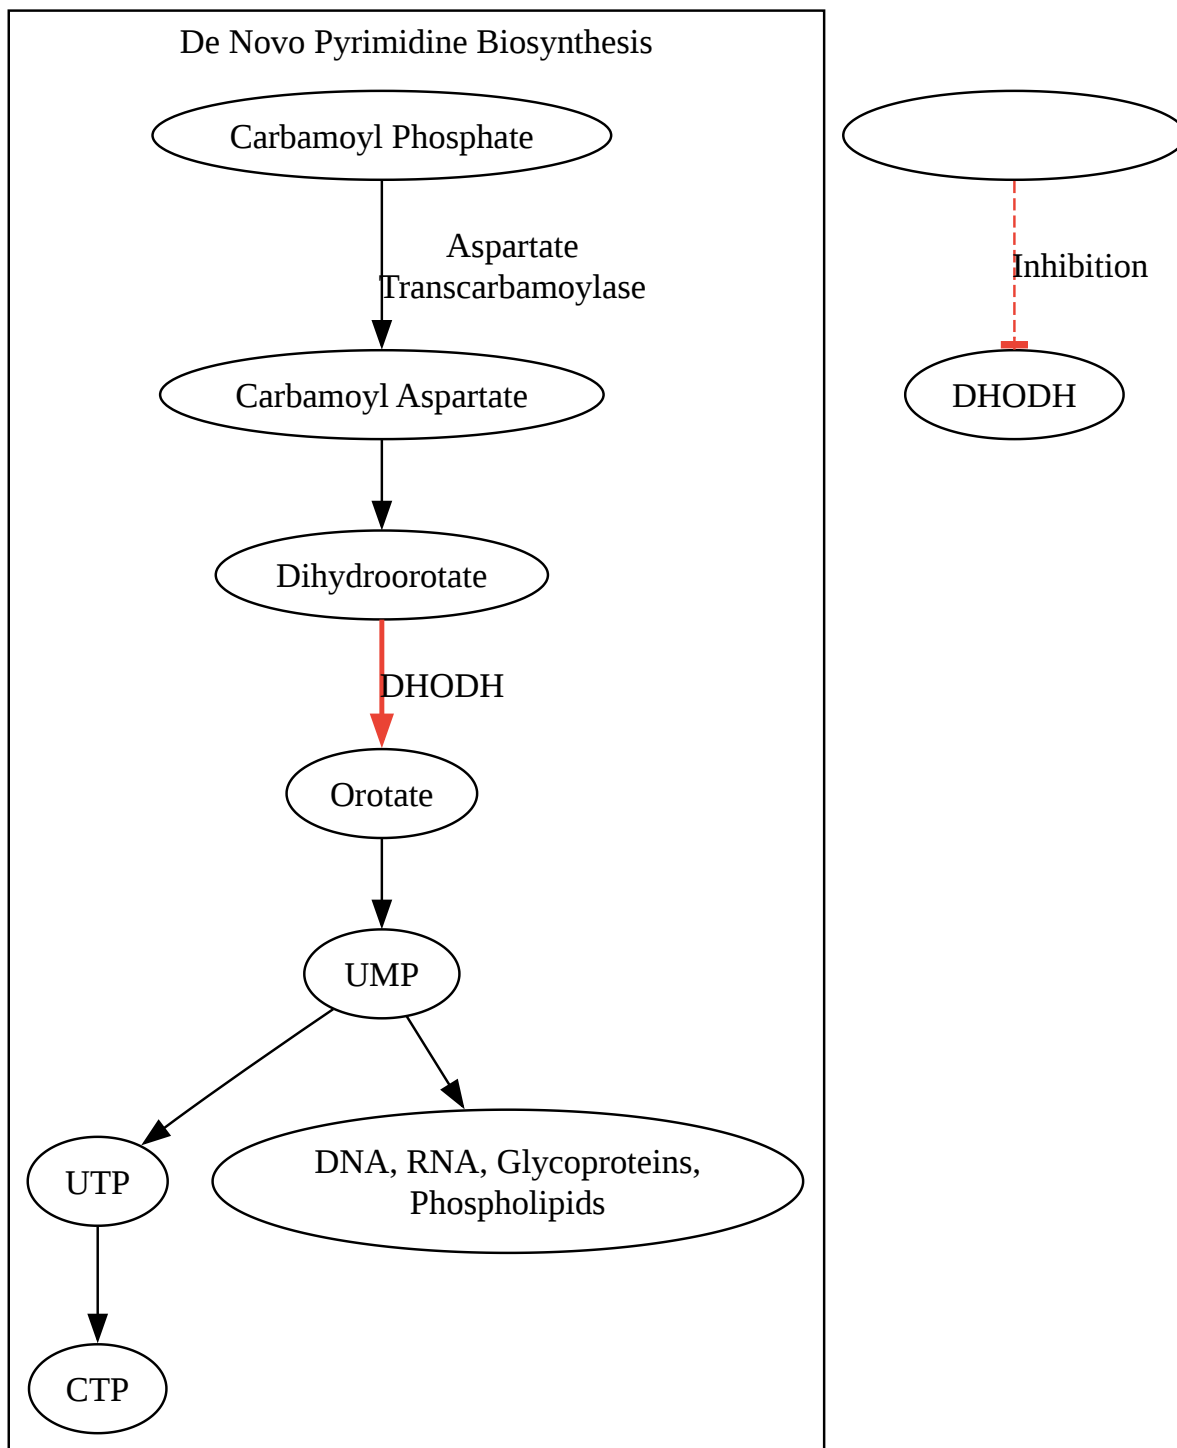 De Novo Pyrimidine Biosynthesis
Carbamoyl Phosphate
Aspartate
Transcarbamoylase
Inhibition
Carbamoyl Aspartate
DHODH
Dihydroorotate
DHODH
Orotate
UMP
UTP
DNA, RNA, Glycoproteins,
Phospholipids
CTP